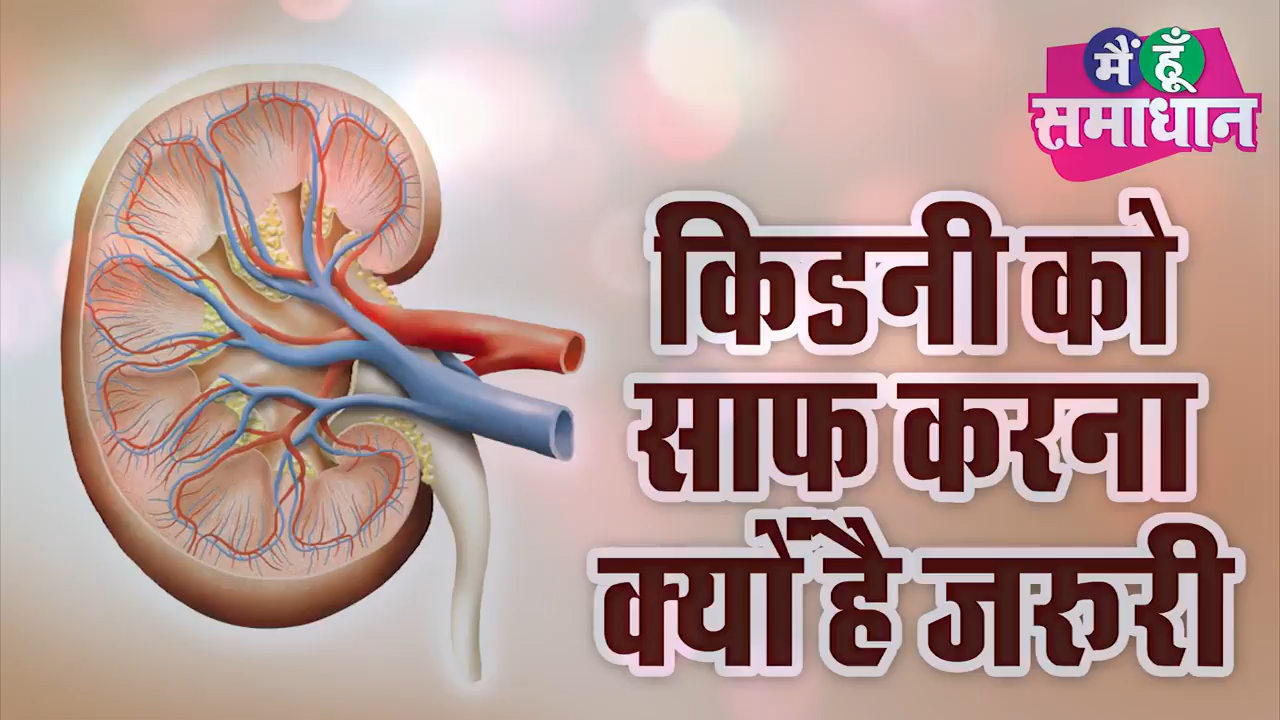 मैं हूँ
समाधान
किडनी को
साफ करना
क्यों है जरूरी